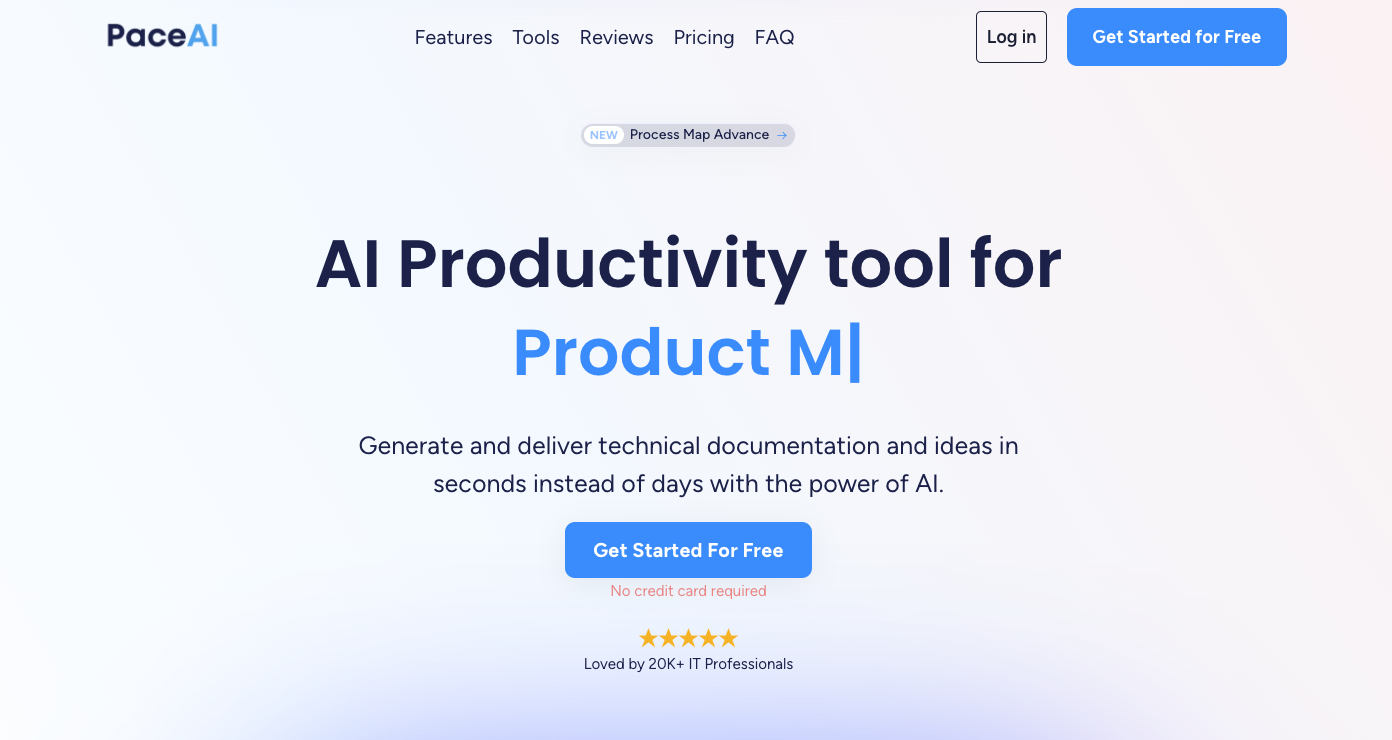 PaceAI
Features Tools Reviews Pricing FAQ
Log in
Get Started for Free
NEW Process Map Advance →
AI Productivity tool for
Product M|
Generate and deliver technical documentation and ideas in
seconds instead of days with the power of AI.
Get Started For Free
No credit card required
★★★★★
Loved by 20K+ IT Professionals